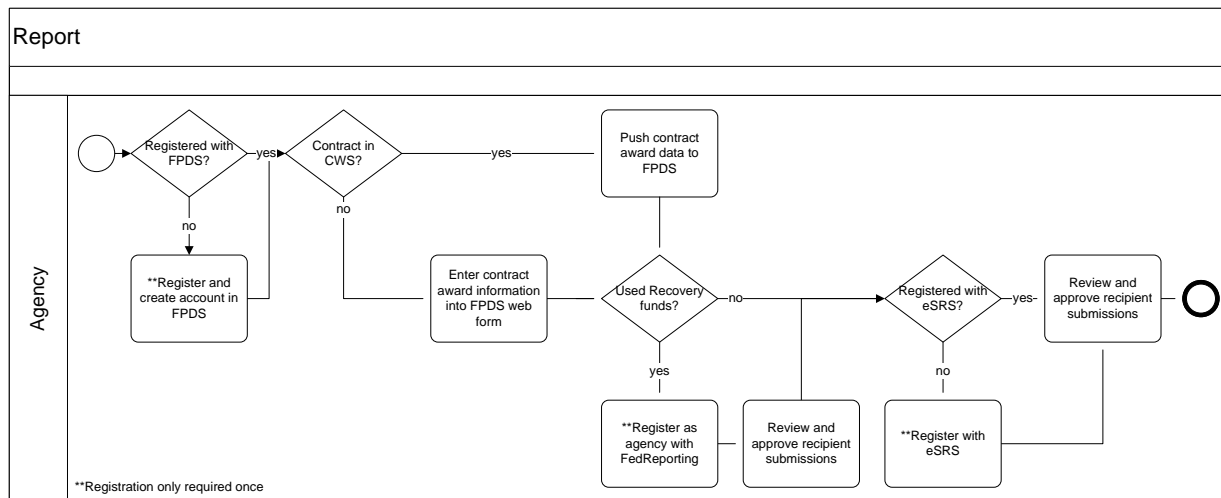 Report
Agency
Registered with
FPDS?
yes
no
**Register and
create account in
FPDS
Contract in
CWS?
yes
no
Push contract
award data to
FPDS
Enter contract
award information
into FPDS web
form
Used Recovery
funds?
no
yes
**Register as
agency with
FedReporting
Review and
approve recipient
submissions
Registered with
eSRS?
yes
no
**Register with
eSRS
Review and
approve recipient
submissions
**Registration only required once